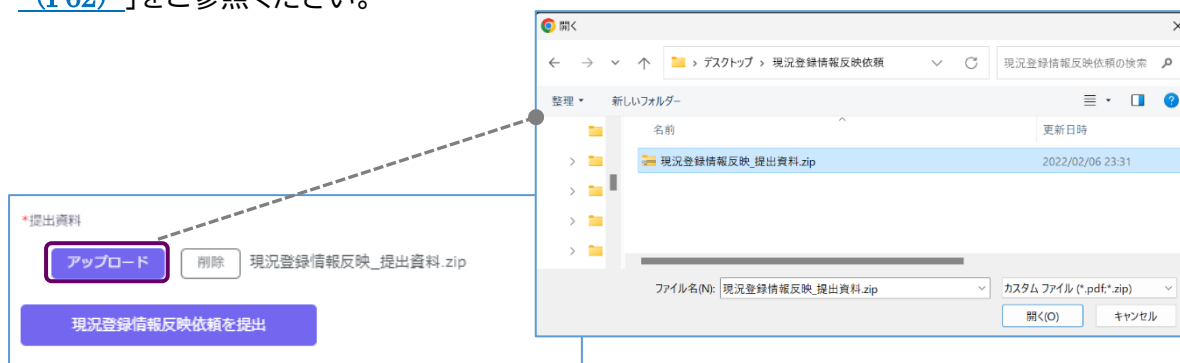 （P62）」をご参照ください。
開く
デスクトップ › 現況登録情報反映依頼
現況登録情報反映依頼の検索
整理
新しいフォルダー
名前
更新日時
現況登録情報反映_提出資料.zip
2022/02/06 23:31
ファイル名(N):
現況登録情報反映_提出資料.zip
カスタム ファイル (*.pdf;*.zip)
開く(O)
キャンセル
*提出資料
アップロード
削除
現況登録情報反映_提出資料.zip
現況登録情報反映依頼を提出